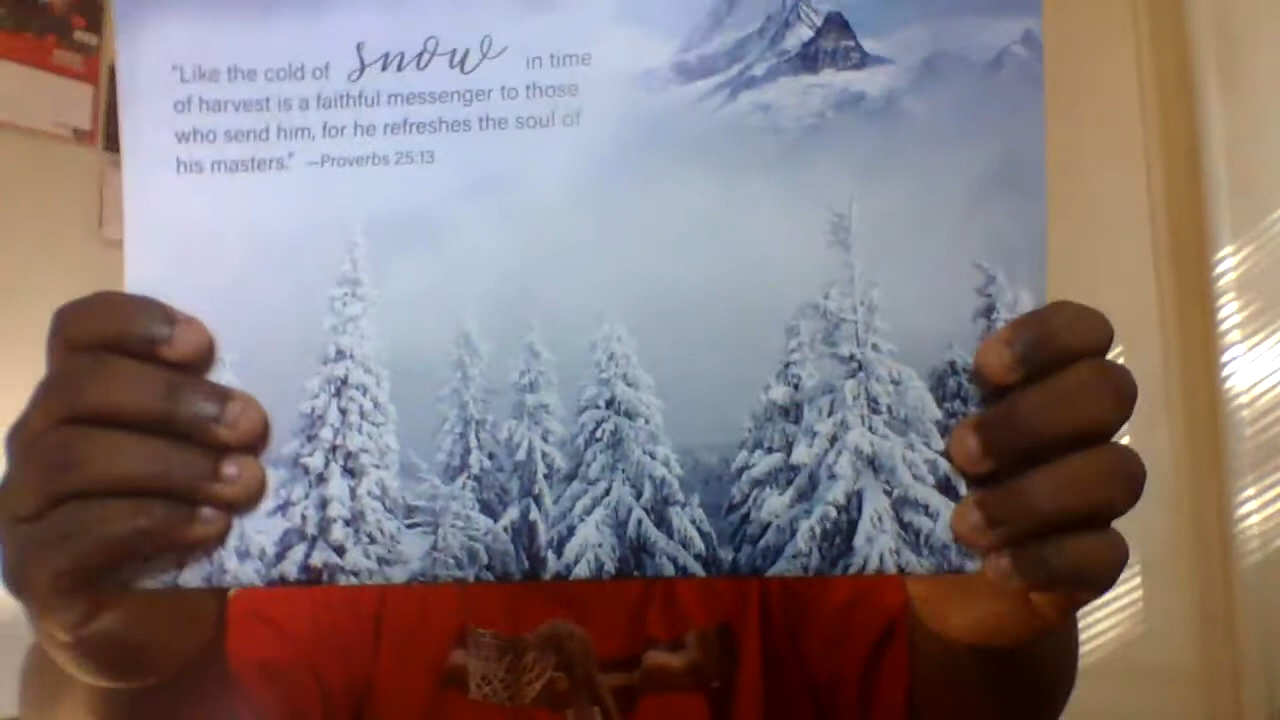 "Like the cold of snow in time
of harvest is a faithful messenger to those
who send him, for he refreshes the soul of
his masters." —Proverbs 25:13